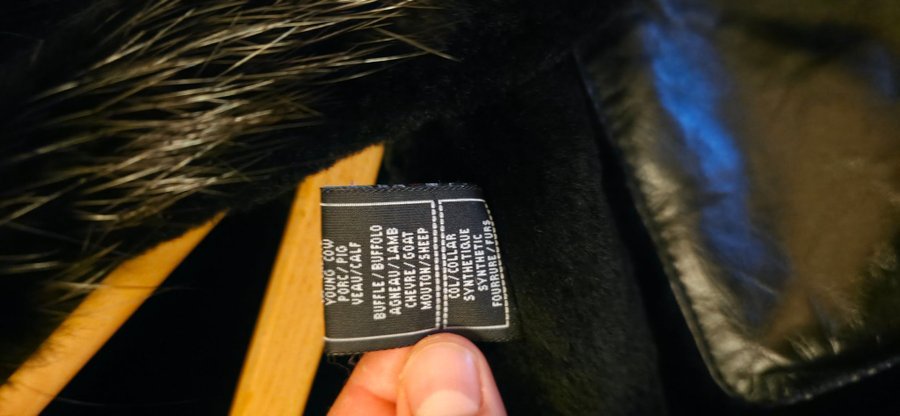 YOUNG COW
PORC/PIG
VEAU/CALF
BUFFLE/BUFFOLO
AGNEAU/LAMB
CHEVRE/GOAT
MOUTON/SHEEP
COL/COLLAR
SYNTHETIQUE
SYNTHETIC
FOURRURE/FURS